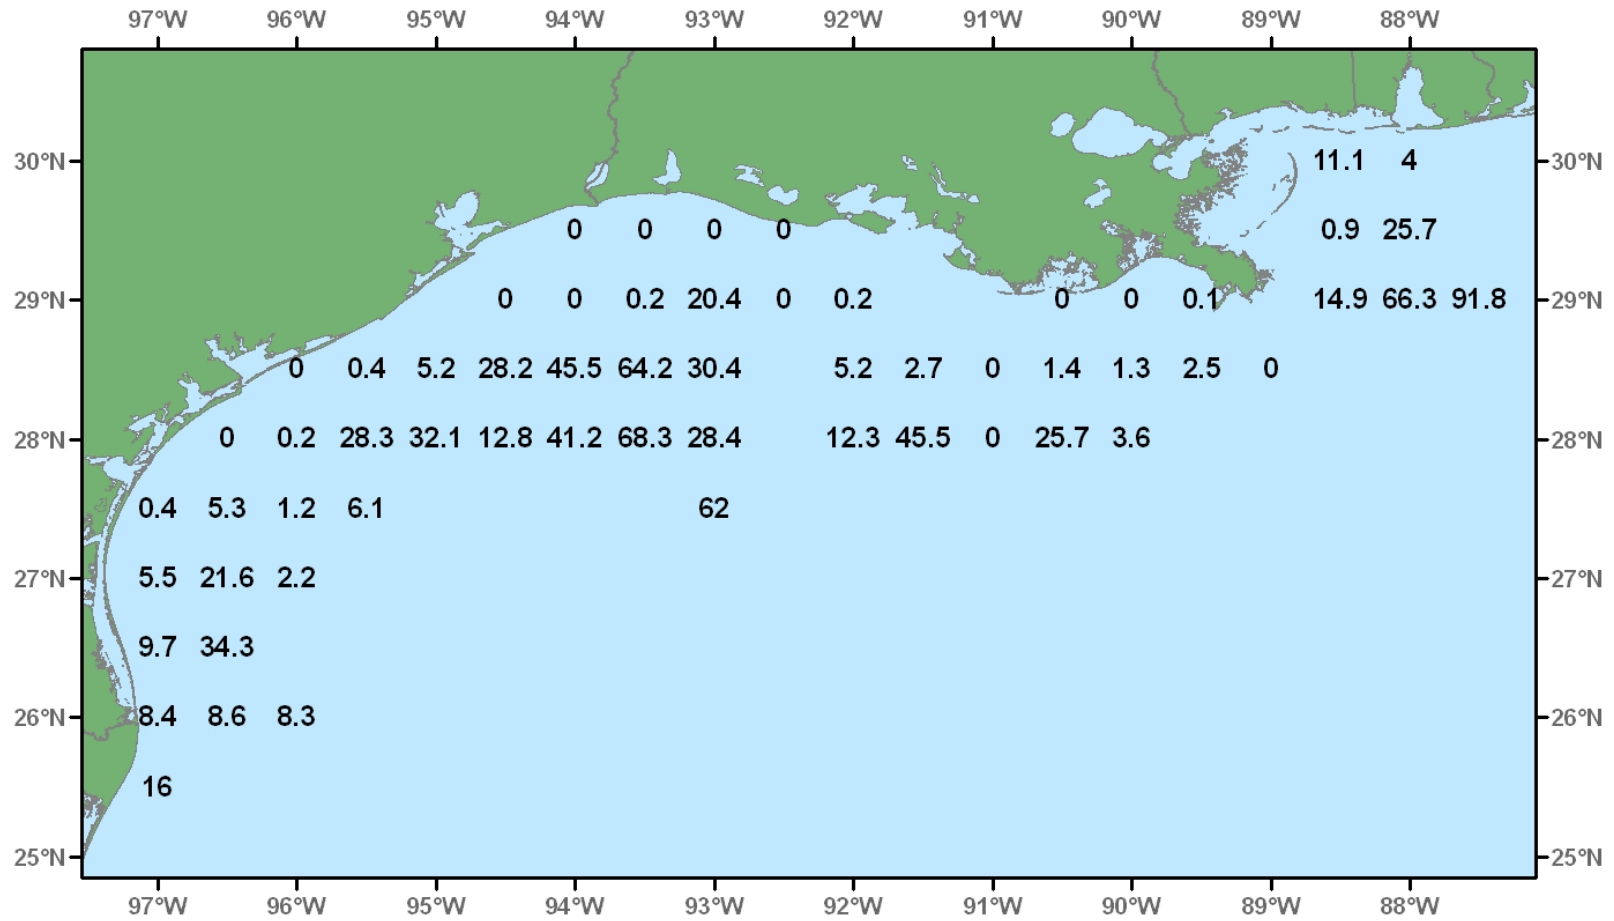 97°W 96°W 95°W 94°W 93°W 92°W 91°W 90°W 89°W 88°W
30°N 11.1 4 30°N
0 0 0 0 0.9 25.7
29°N 0 0 0.2 20.4 0 0.2 0 0 0.1 14.9 66.3 91.8 29°N
0 0.4 5.2 28.2 45.5 64.2 30.4 5.2 2.7 0 1.4 1.3 2.5 0
28°N 0 0.2 28.3 32.1 12.8 41.2 68.3 28.4 12.3 45.5 0 25.7 3.6 28°N
0.4 5.3 1.2 6.1 62
27°N 5.5 21.6 2.2 27°N
9.7 34.3
26°N 8.4 8.6 8.3 26°N
16
25°N 25°N
97°W 96°W 95°W 94°W 93°W 92°W 91°W 90°W 89°W 88°W